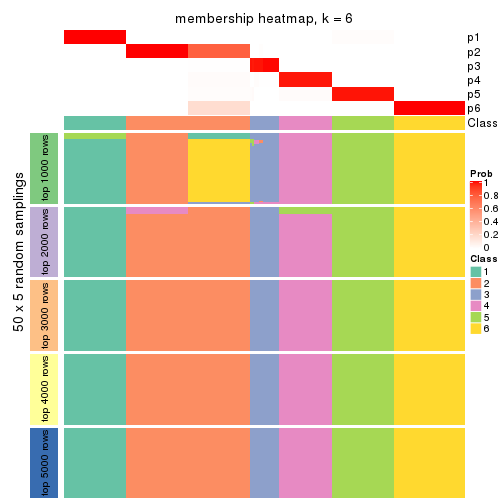 membership heatmap, k = 6
p1
p2
p3
p4
p5
p6
Class
50 x 5 random samplings
top 1000 rows
top 2000 rows
top 3000 rows
top 4000 rows
top 5000 rows
Prob
1
0.8
0.6
0.4
0.2
0
Class
1
2
3
4
5
6